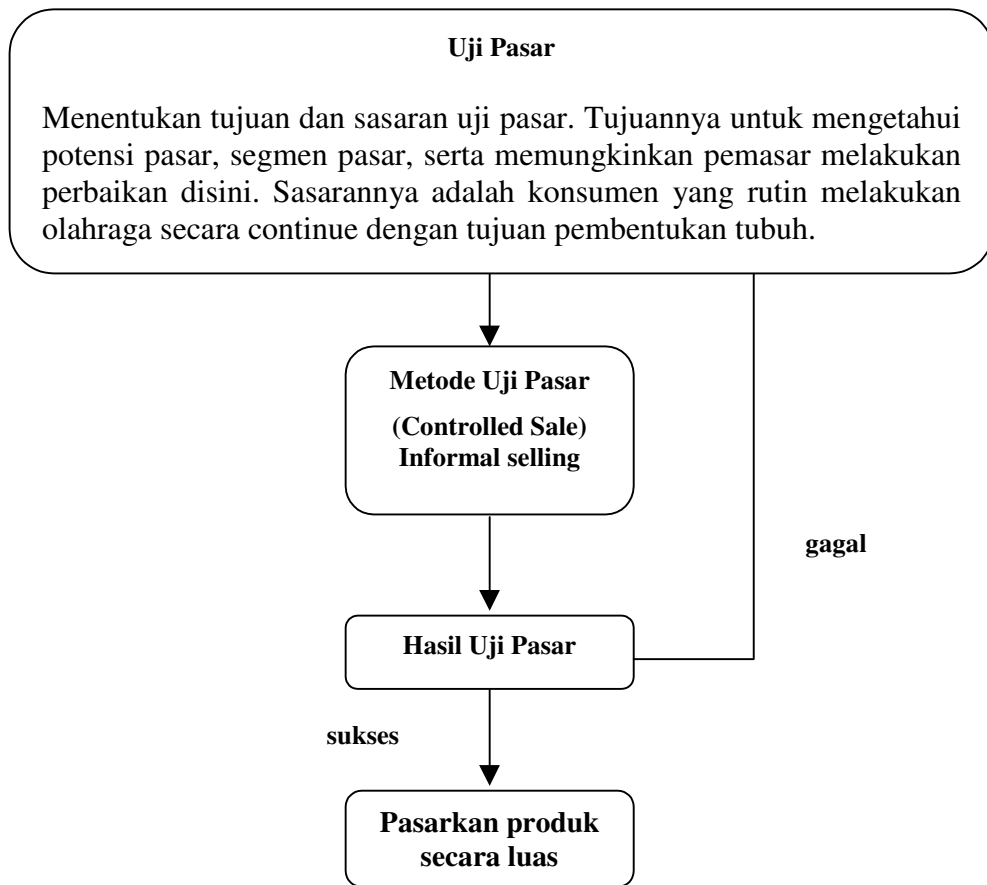 Uji Pasar
Menentukan tujuan dan sasaran uji pasar. Tujuannya untuk mengetahui
potensi pasar, segmen pasar, serta memungkinkan pemasar melakukan
perbaikan disini. Sasarannya adalah konsumen yang rutin melakukan
olahraga secara continue dengan tujuan pembentukan tubuh.
Metode Uji Pasar
(Controlled Sale)
Informal selling
gagal
Hasil Uji Pasar
sukses
Pasarkan produk
secara luas